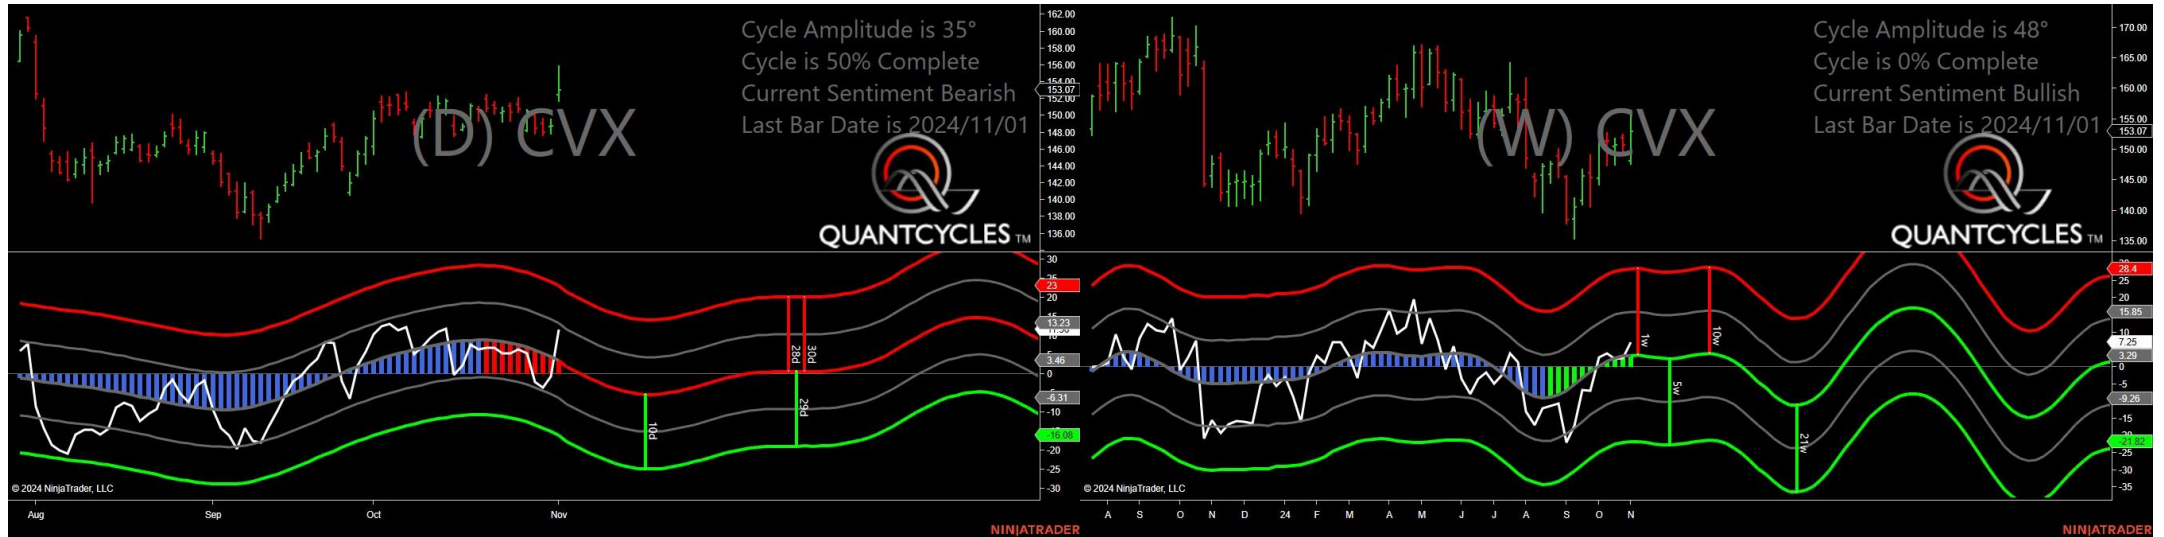 Cycle Amplitude is 35°
Cycle is 50% Complete
Current Sentiment Bearish
Last Bar Date is 2024/11/01
(D) CVX
QUANTCYCLES TM
162.00
160.00
158.00
156.00
154.00
153.07
152.00
150.00
148.00
146.00
144.00
142.00
140.00
138.00
136.00
30
23
20
13.23
3.46
0
-5
-6.31
-10
-16.08
-20
-25
-30
10d
28d
30d
29d
© 2024 NinjaTrader, LLC
Aug
Sep
Oct
Nov
NINJATRADER
Cycle Amplitude is 48°
Cycle is 0% Complete
Current Sentiment Bullish
Last Bar Date is 2024/11/01
(W) CVX
QUANTCYCLES TM
170.00
165.00
160.00
155.00
153.07
150.00
145.00
140.00
135.00
28.4
25
20
15.85
10
7.25
3.29
0
-5
-9.26
-15
-21.82
-25
-30
-35
1w
10w
5w
21w
© 2024 NinjaTrader, LLC
A S O N D 24 F M A M J J A S O N
NINJATRADER